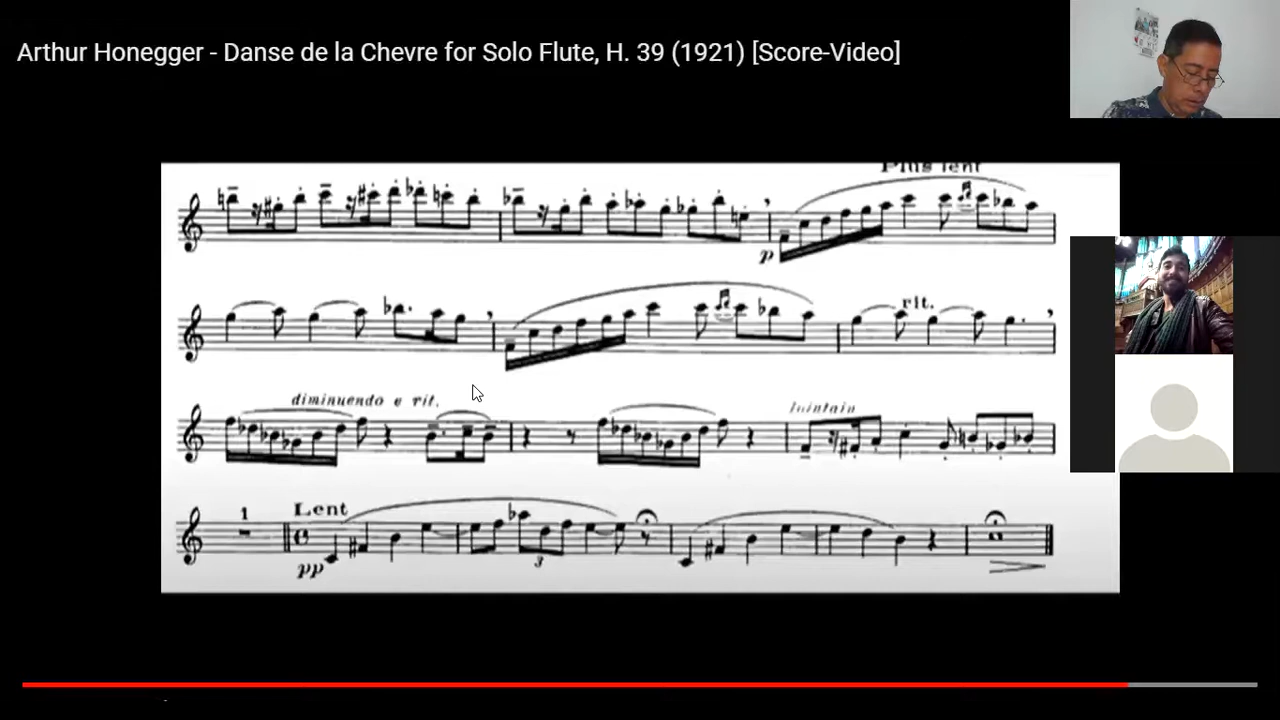 Arthur Honegger - Danse de la Chevre for Solo Flute, H. 39 (1921) [Score-Video]
Plus lent
p
rit.
diminuendo e rit.
lointain
1
Lent
pp
3